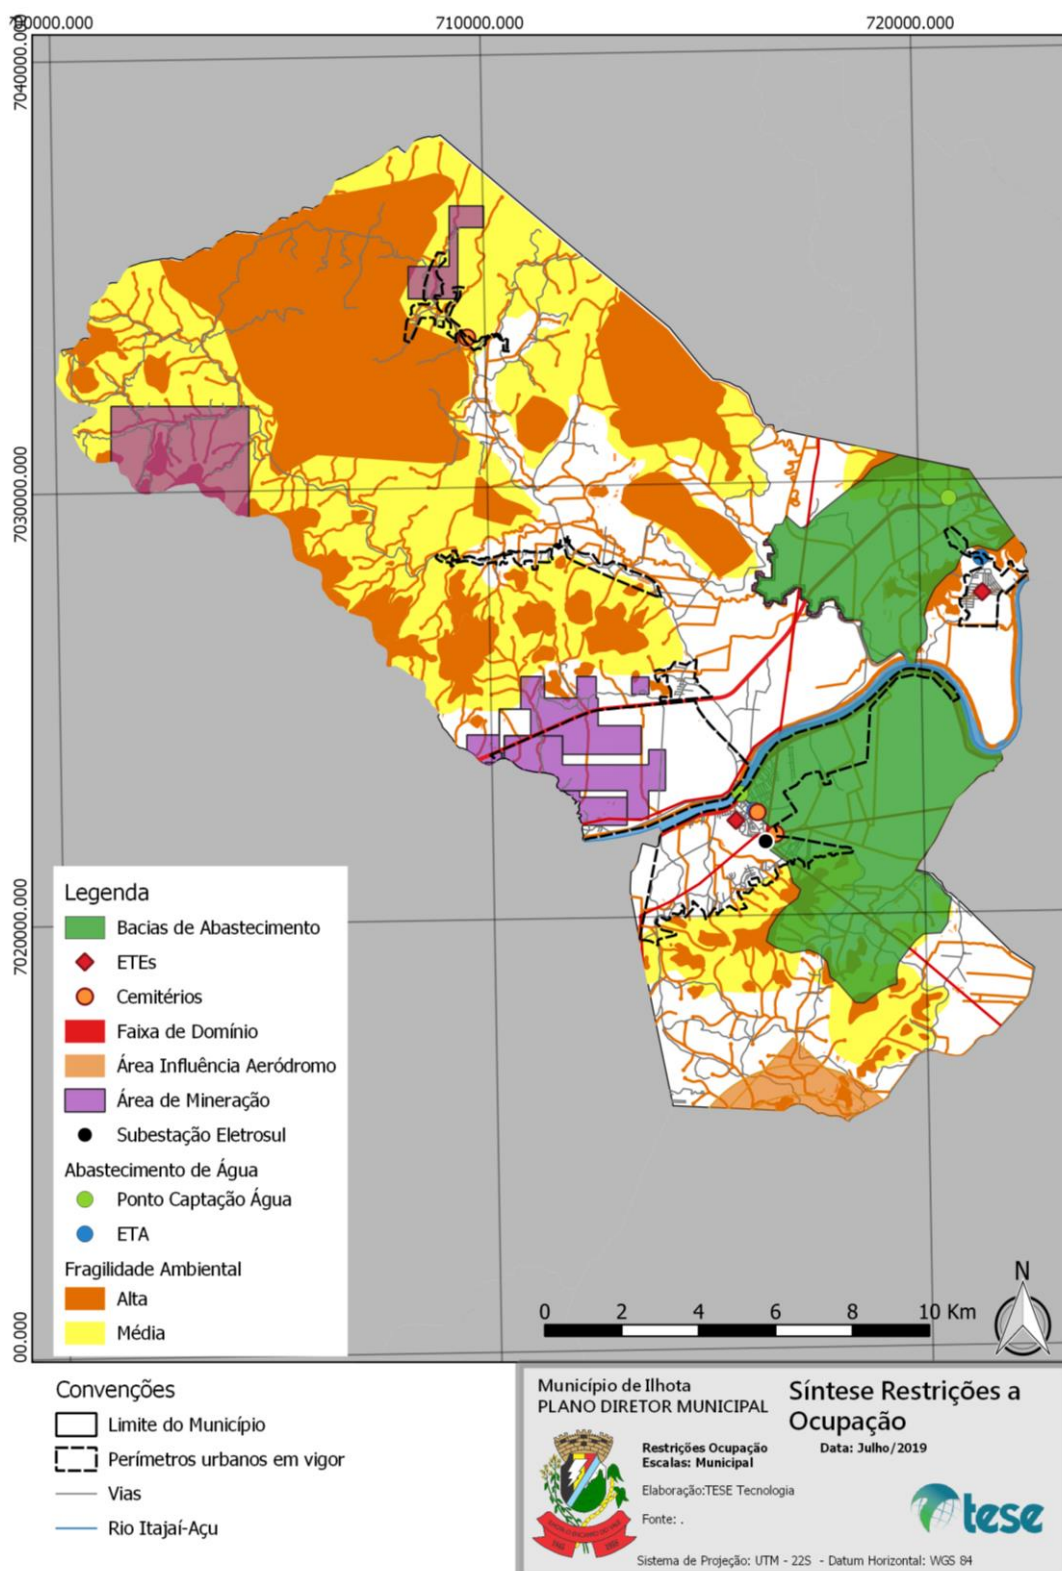 700000.000
710000.000
720000.000
7040000.000
7030000.000
7020000.000
00.000
Legenda
Bacias de Abastecimento
ETEs
Cemitérios
Faixa de Domínio
Área Influência Aeródromo
Área de Mineração
Subestação Eletrosul
Abastecimento de Água
Ponto Captação Água
ETA
Fragilidade Ambiental
Alta
Média
0 2 4 6 8 10 Km
N
Convenções
Limite do Município
Perímetros urbanos em vigor
Vias
Rio Itajaí-Açu
Município de Ilhota
PLANO DIRETOR MUNICIPAL
Restrições Ocupação
Escalas: Municipal
Elaboração:TESE Tecnologia
Fonte: .
Síntese Restrições a
Ocupação
Data: Julho/2019
tese
Sistema de Projeção: UTM - 22S - Datum Horizontal: WGS 84